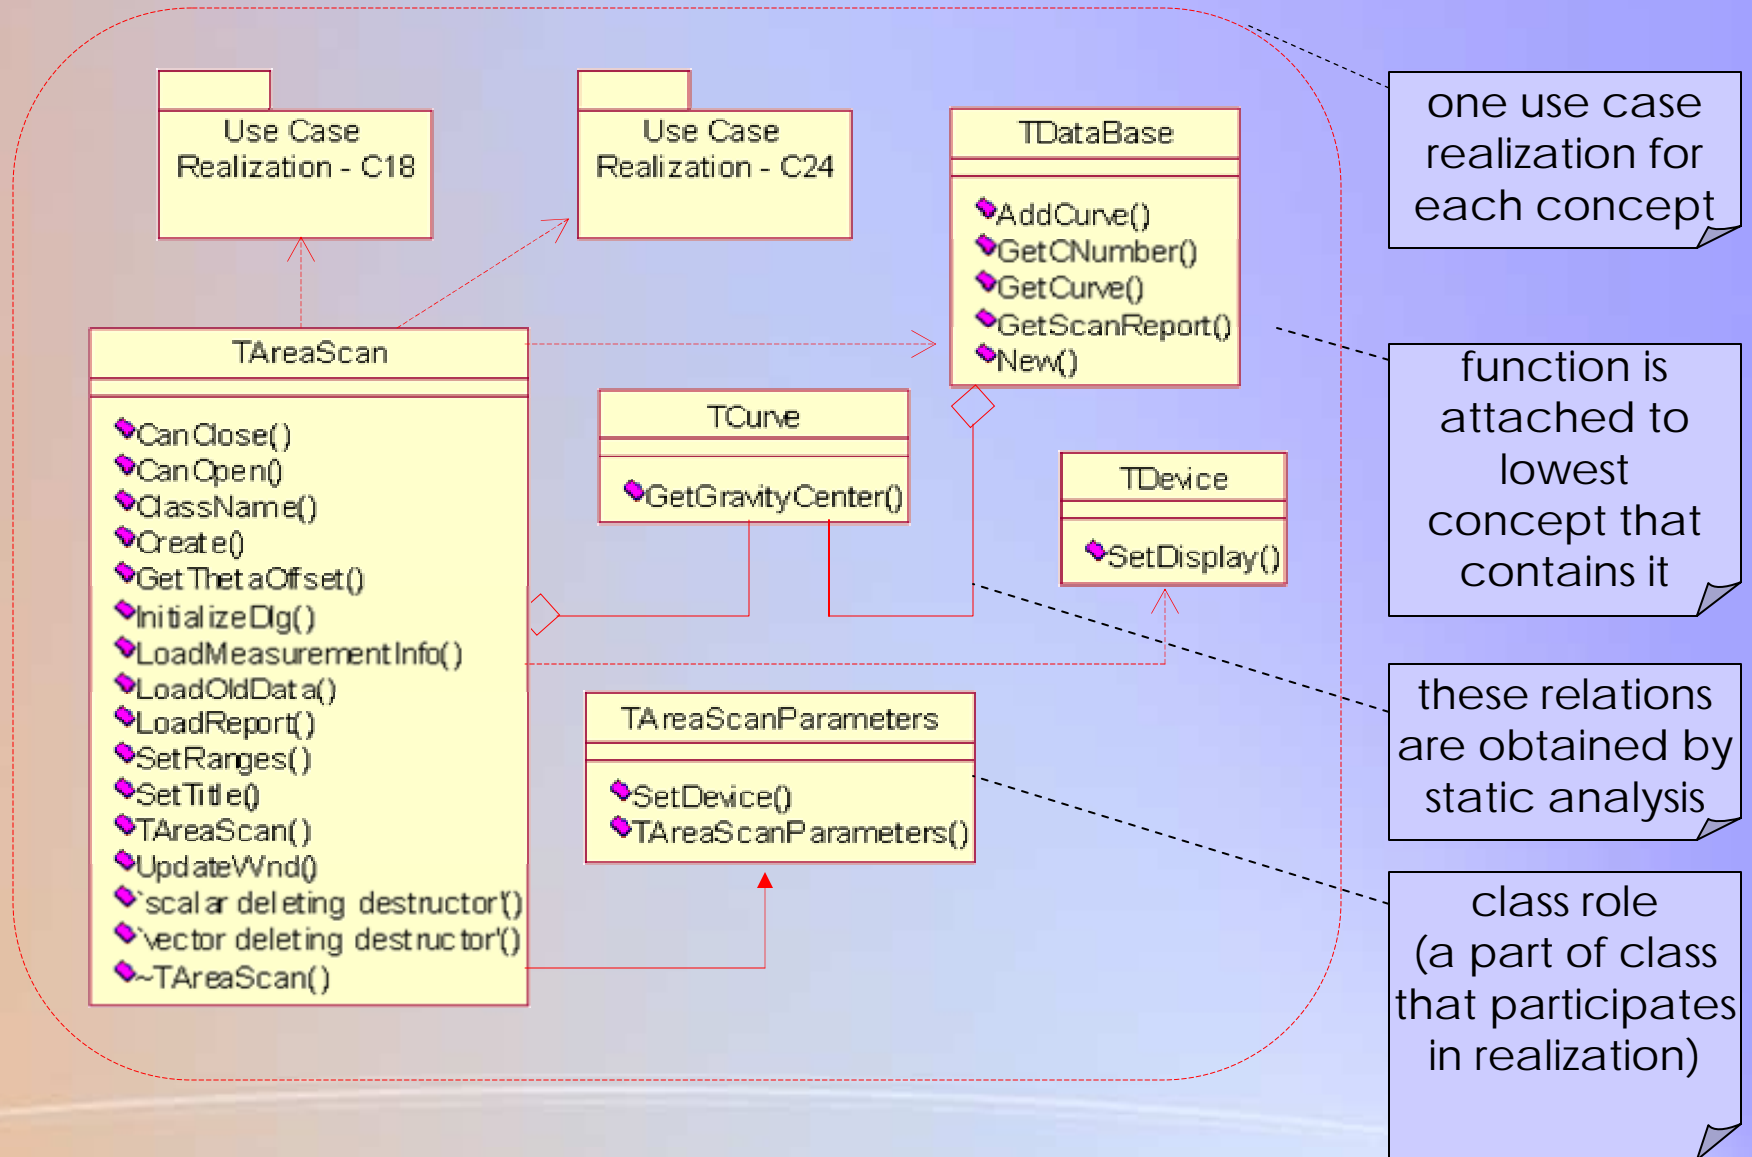 Use Case
Realization - C18
Use Case
Realization - C24
TDataBase
AddCurve()
GetCNumber()
GetCurve()
GetScanReport()
New()
TAreaScan
CanClose()
CanOpen()
ClassName()
Create()
GetThetaOffset()
InitializeDlg()
LoadMeasurementInfo()
LoadOldData()
LoadReport()
SetRanges()
SetTitle()
TAreaScan()
UpdateWnd()
`scalar deleting destructor'()
`vector deleting destructor'()
~TAreaScan()
TCurve
GetGravityCenter()
TDevice
SetDisplay()
TAreaScanParameters
SetDevice()
TAreaScanParameters()
one use case
realization for
each concept
function is
attached to
lowest
concept that
contains it
these relations
are obtained by
static analysis
class role
(a part of class
that participates
in realization)